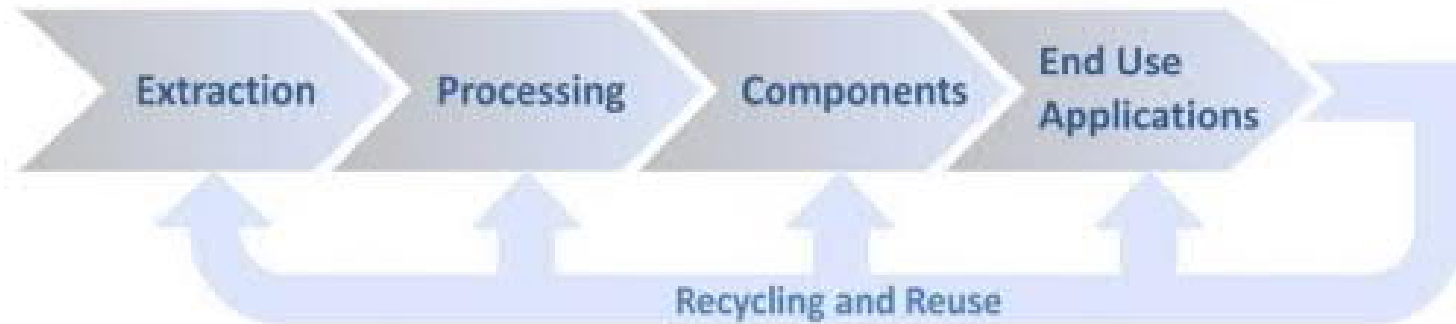 Extraction
Processing
Components
End Use
Applications
Recycling and Reuse